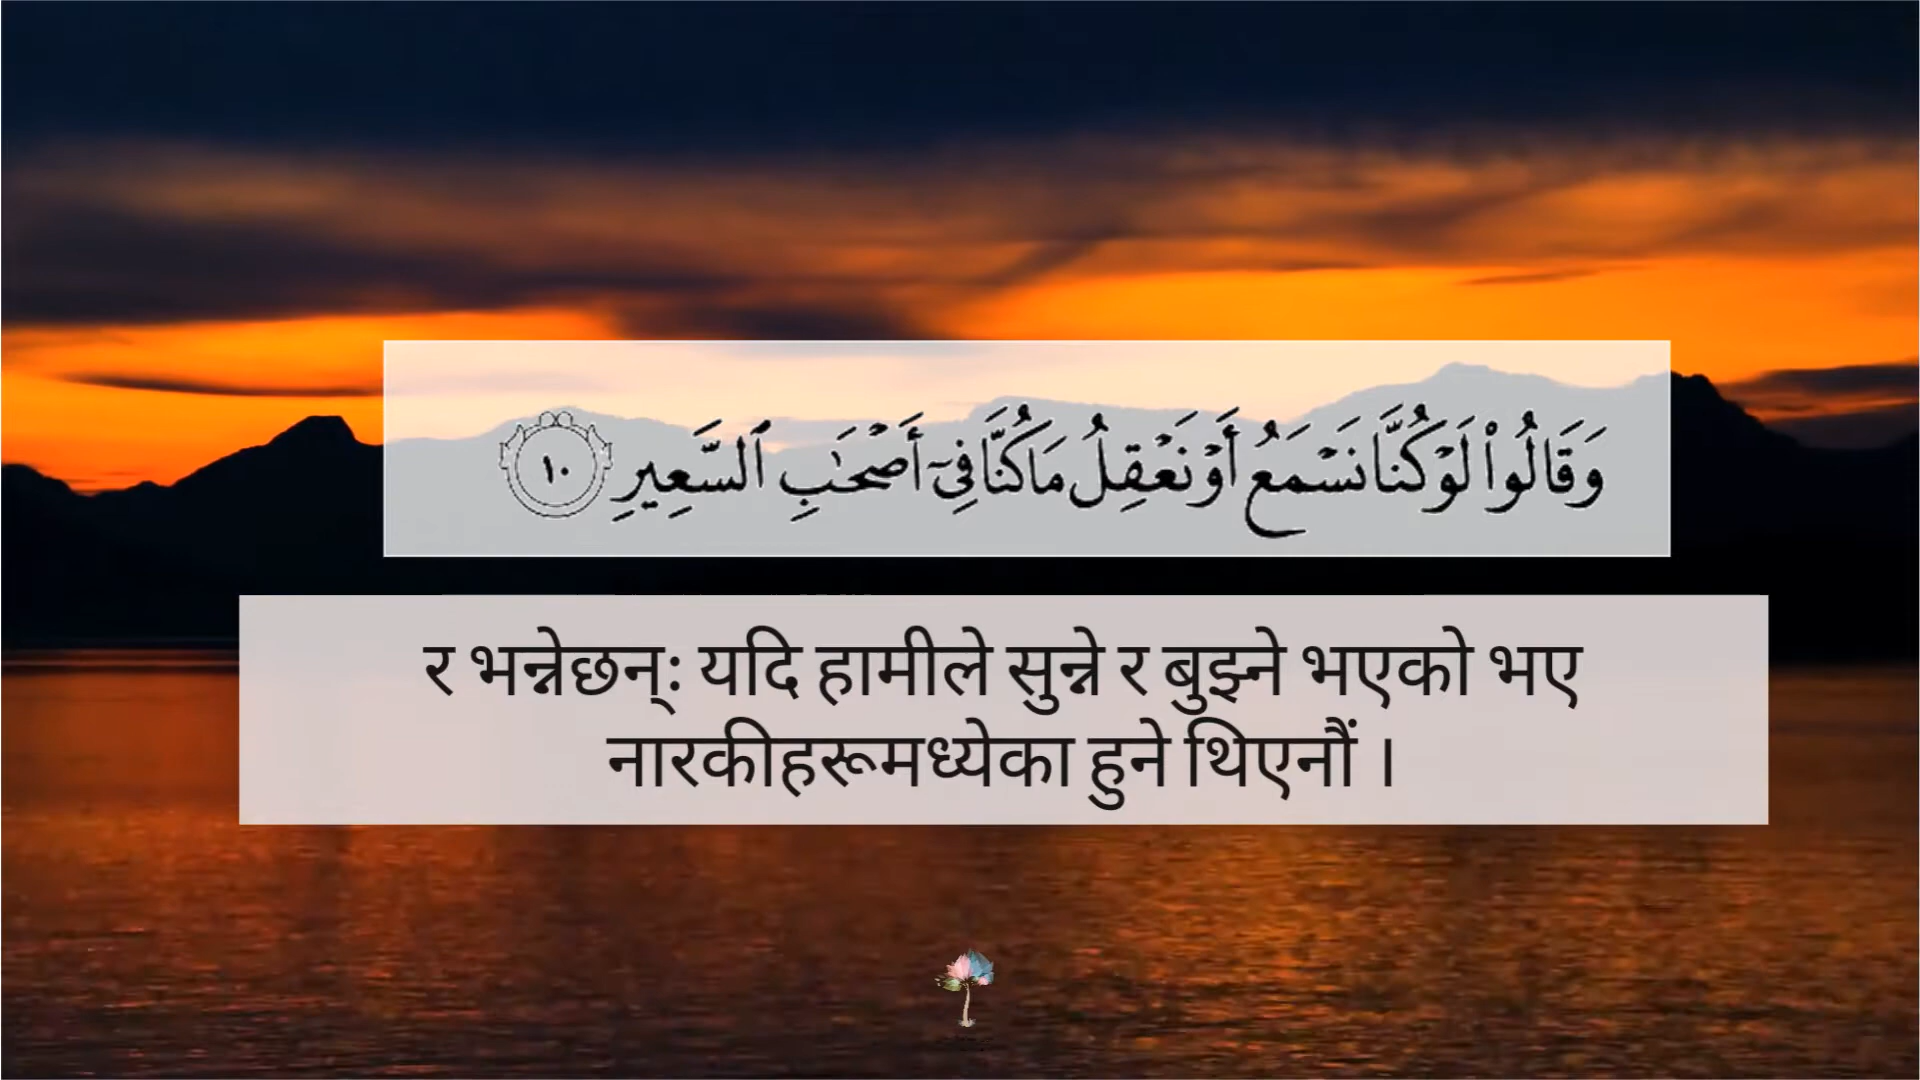 وَقَالُوا۟ لَوْ كُنَّا نَسْمَعُ أَوْ نَعْقِلُ مَا كُنَّا فِىٓ أَصْحَٰبِ ٱلسَّعِيرِ ١٠
र भन्नेछन्ः यदि हामीले सुन्ने र बुझ्ने भएको भए
नारकीहरूमध्येका हुने थिएनौं ।